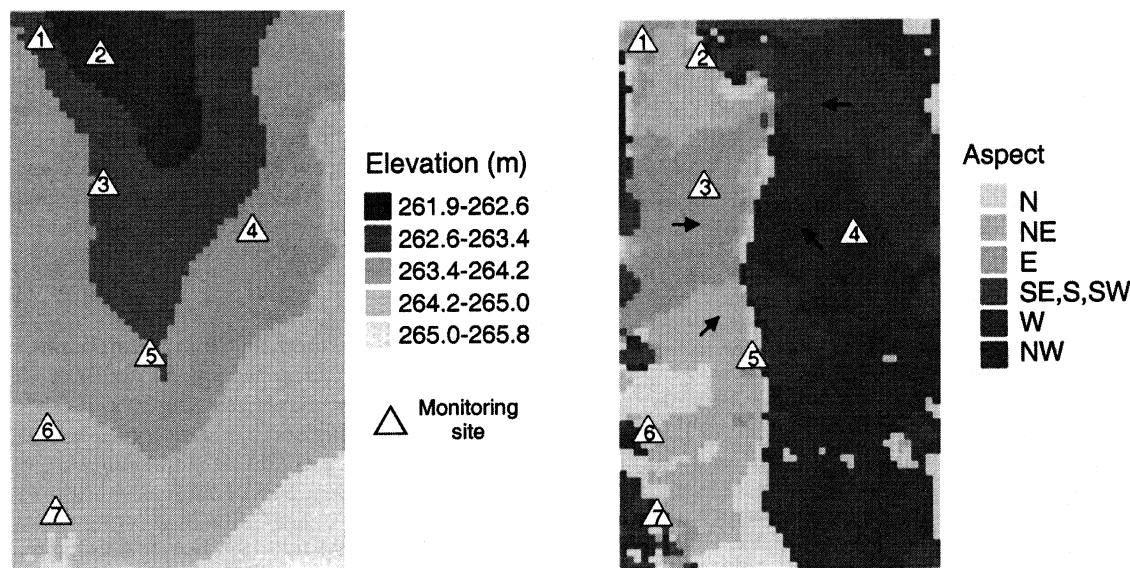 1
2
3
4
5
6
7
Elevation (m)
261.9-262.6
262.6-263.4
263.4-264.2
264.2-265.0
265.0-265.8
Monitoring
site
1
2
3
4
5
6
7
Aspect
N
NE
E
SE,S,SW
W
NW